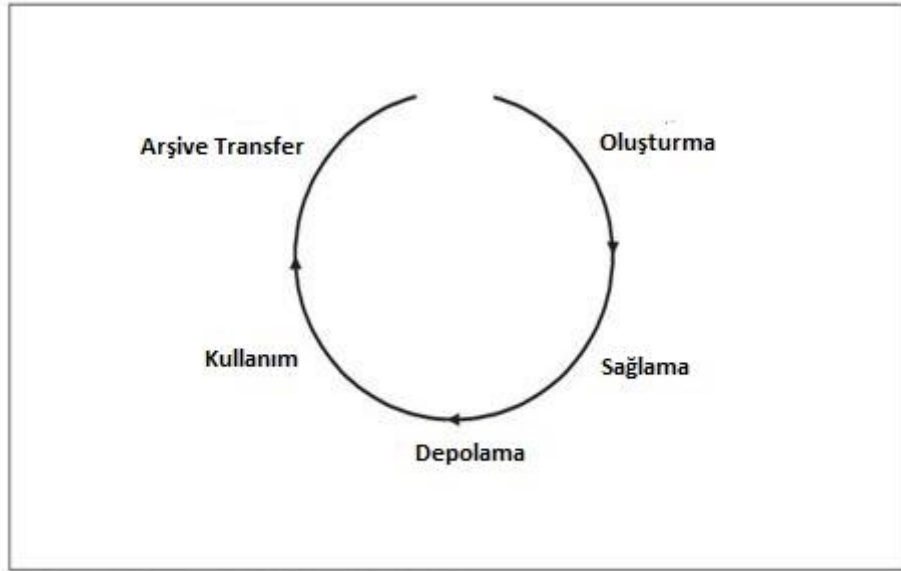 Arşive Transfer
Oluşturma
Kullanım
Sağlama
Depolama